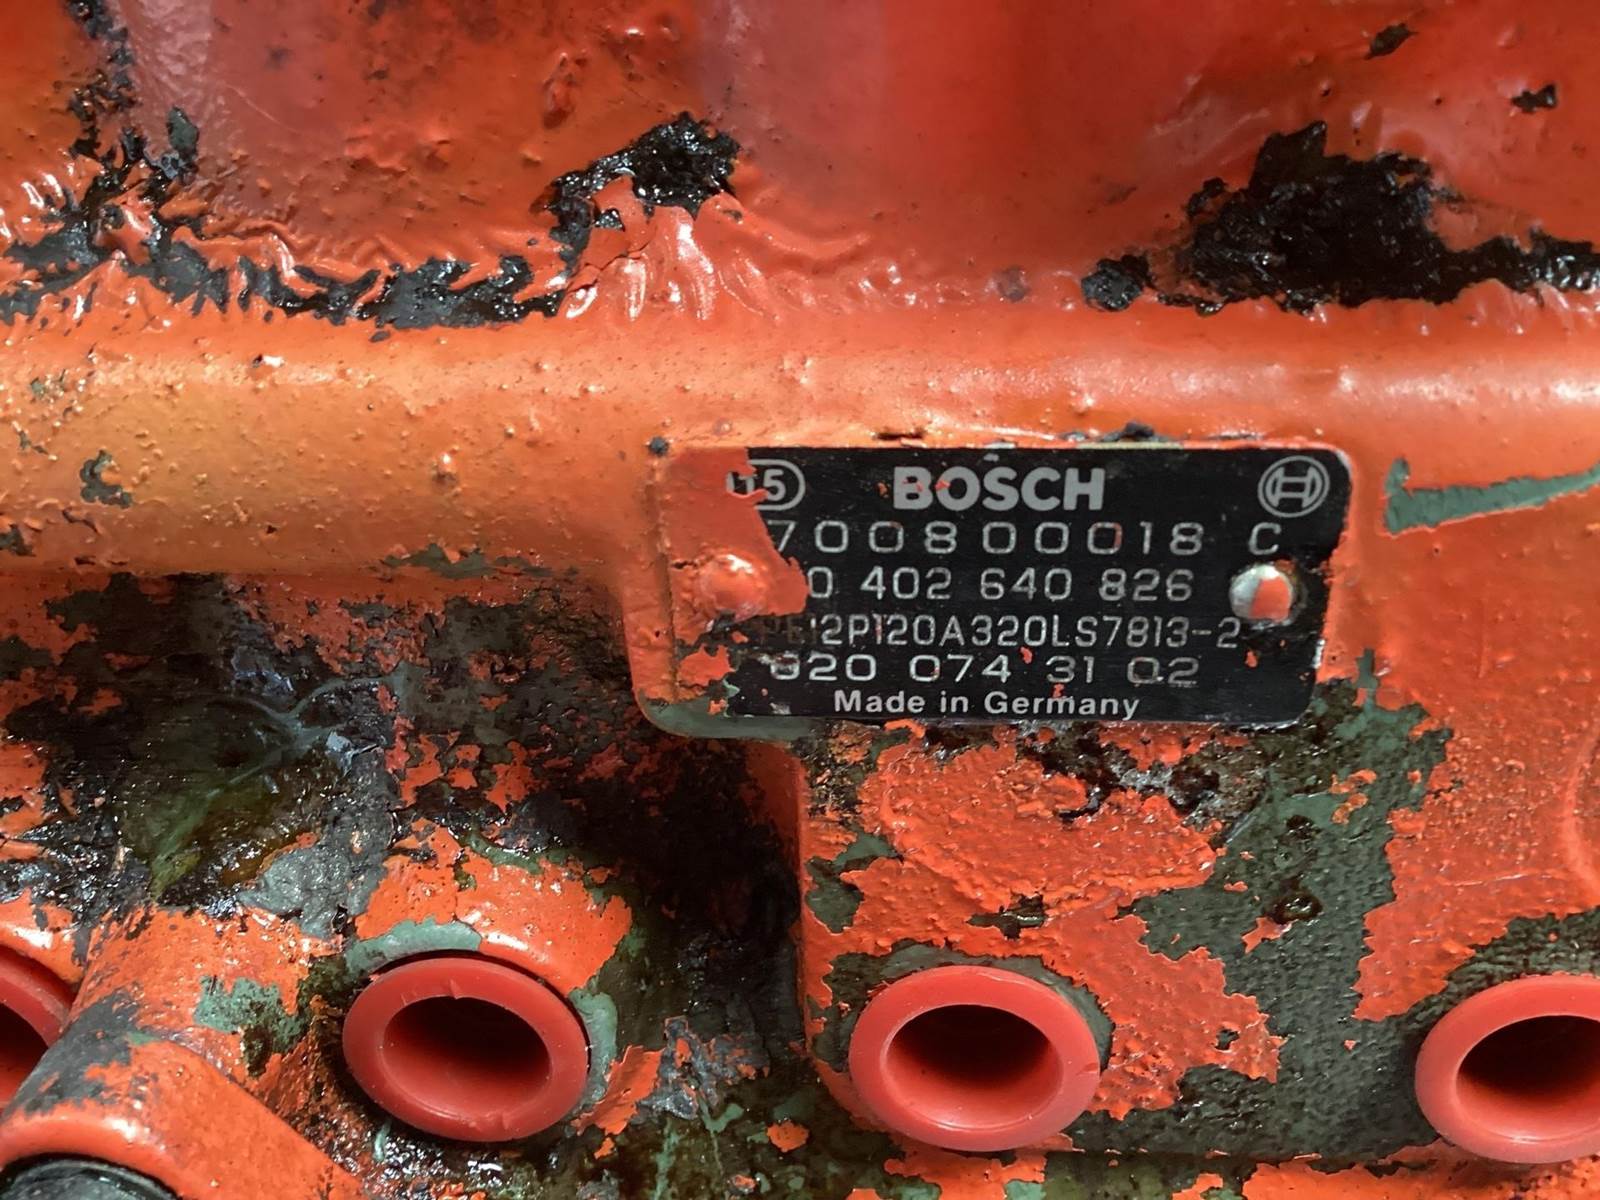 BOSCH
700800018 C
0 402 640 826
PE12P120A320LS7813-2
020 074 31 02
Made in Germany